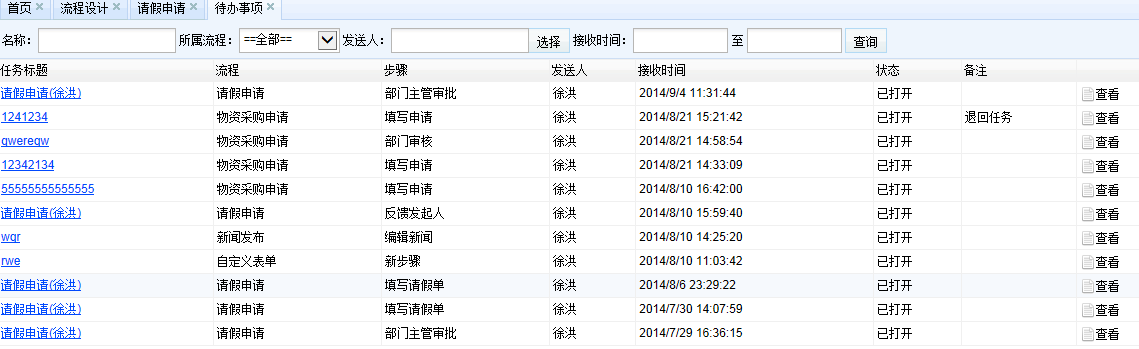 首页 流程设计 请假申请 待办事项
名称： 所属流程： ==全部== 发送人： 选择 接收时间： 至 查询
任务标题 流程 步骤 发送人 接收时间 状态 备注
请假申请(徐洪) 请假申请 部门主管审批 徐洪 2014/9/4 11:31:44 已打开 查看
1241234 物资采购申请 填写申请 徐洪 2014/8/21 15:21:42 已打开 退回任务 查看
qwereqw 物资采购申请 部门审核 徐洪 2014/8/21 14:58:54 已打开 查看
12342134 物资采购申请 填写申请 徐洪 2014/8/21 14:33:09 已打开 查看
55555555555555 物资采购申请 填写申请 徐洪 2014/8/10 16:42:00 已打开 查看
请假申请(徐洪) 请假申请 反馈发起人 徐洪 2014/8/10 15:59:40 已打开 查看
wqr 新闻发布 编辑新闻 徐洪 2014/8/10 14:25:20 已打开 查看
rwe 自定义表单 新步骤 徐洪 2014/8/10 11:03:42 已打开 查看
请假申请(徐洪) 请假申请 填写请假单 徐洪 2014/8/6 23:29:22 已打开 查看
请假申请(徐洪) 请假申请 填写请假单 徐洪 2014/7/30 14:07:59 已打开 查看
请假申请(徐洪) 请假申请 部门主管审批 徐洪 2014/7/29 16:36:15 已打开 查看